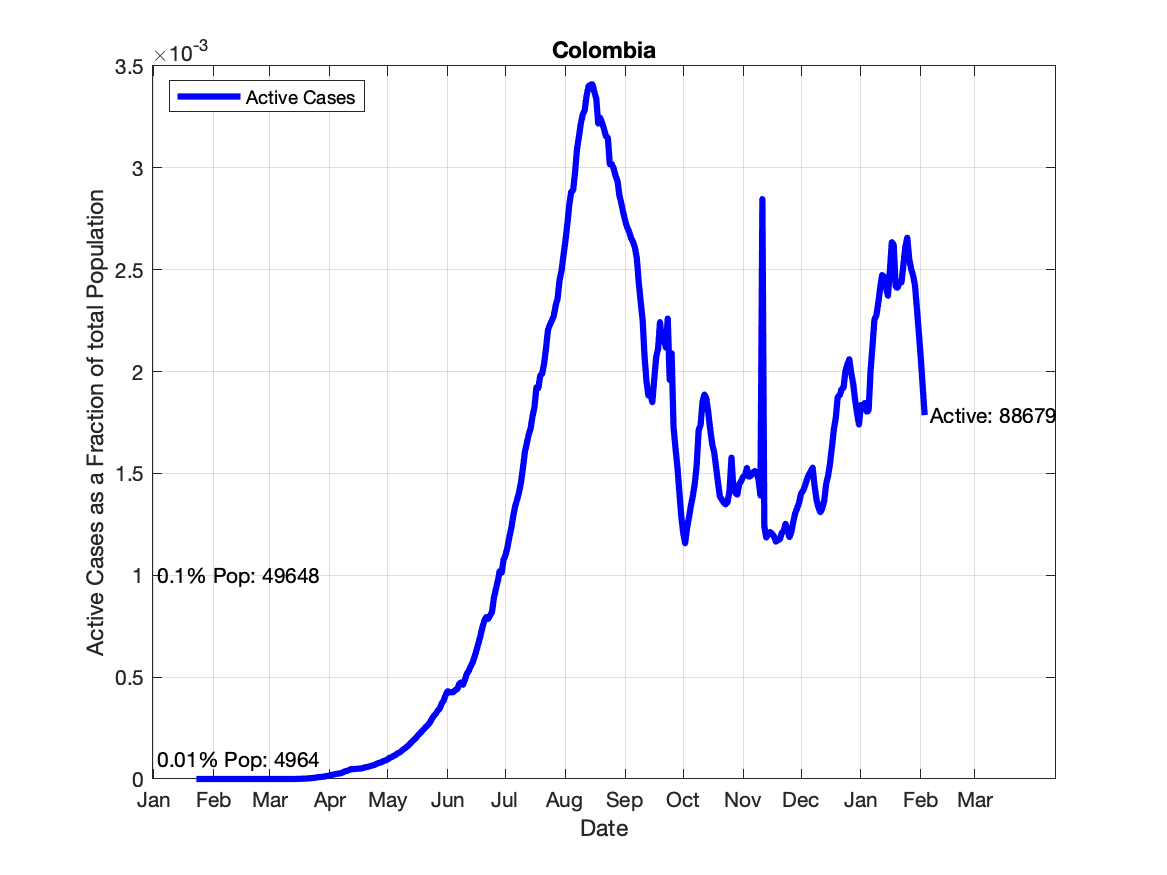 Colombia
×10-3
3.5
3
2.5
2
1.5
1
0.5
0
Active Cases
Active Cases as a Fraction of total Population
Active: 88679
0.1% Pop: 49648
0.01% Pop: 4964
Jan Feb Mar Apr May Jun Jul Aug Sep Oct Nov Dec Jan Feb Mar
Date